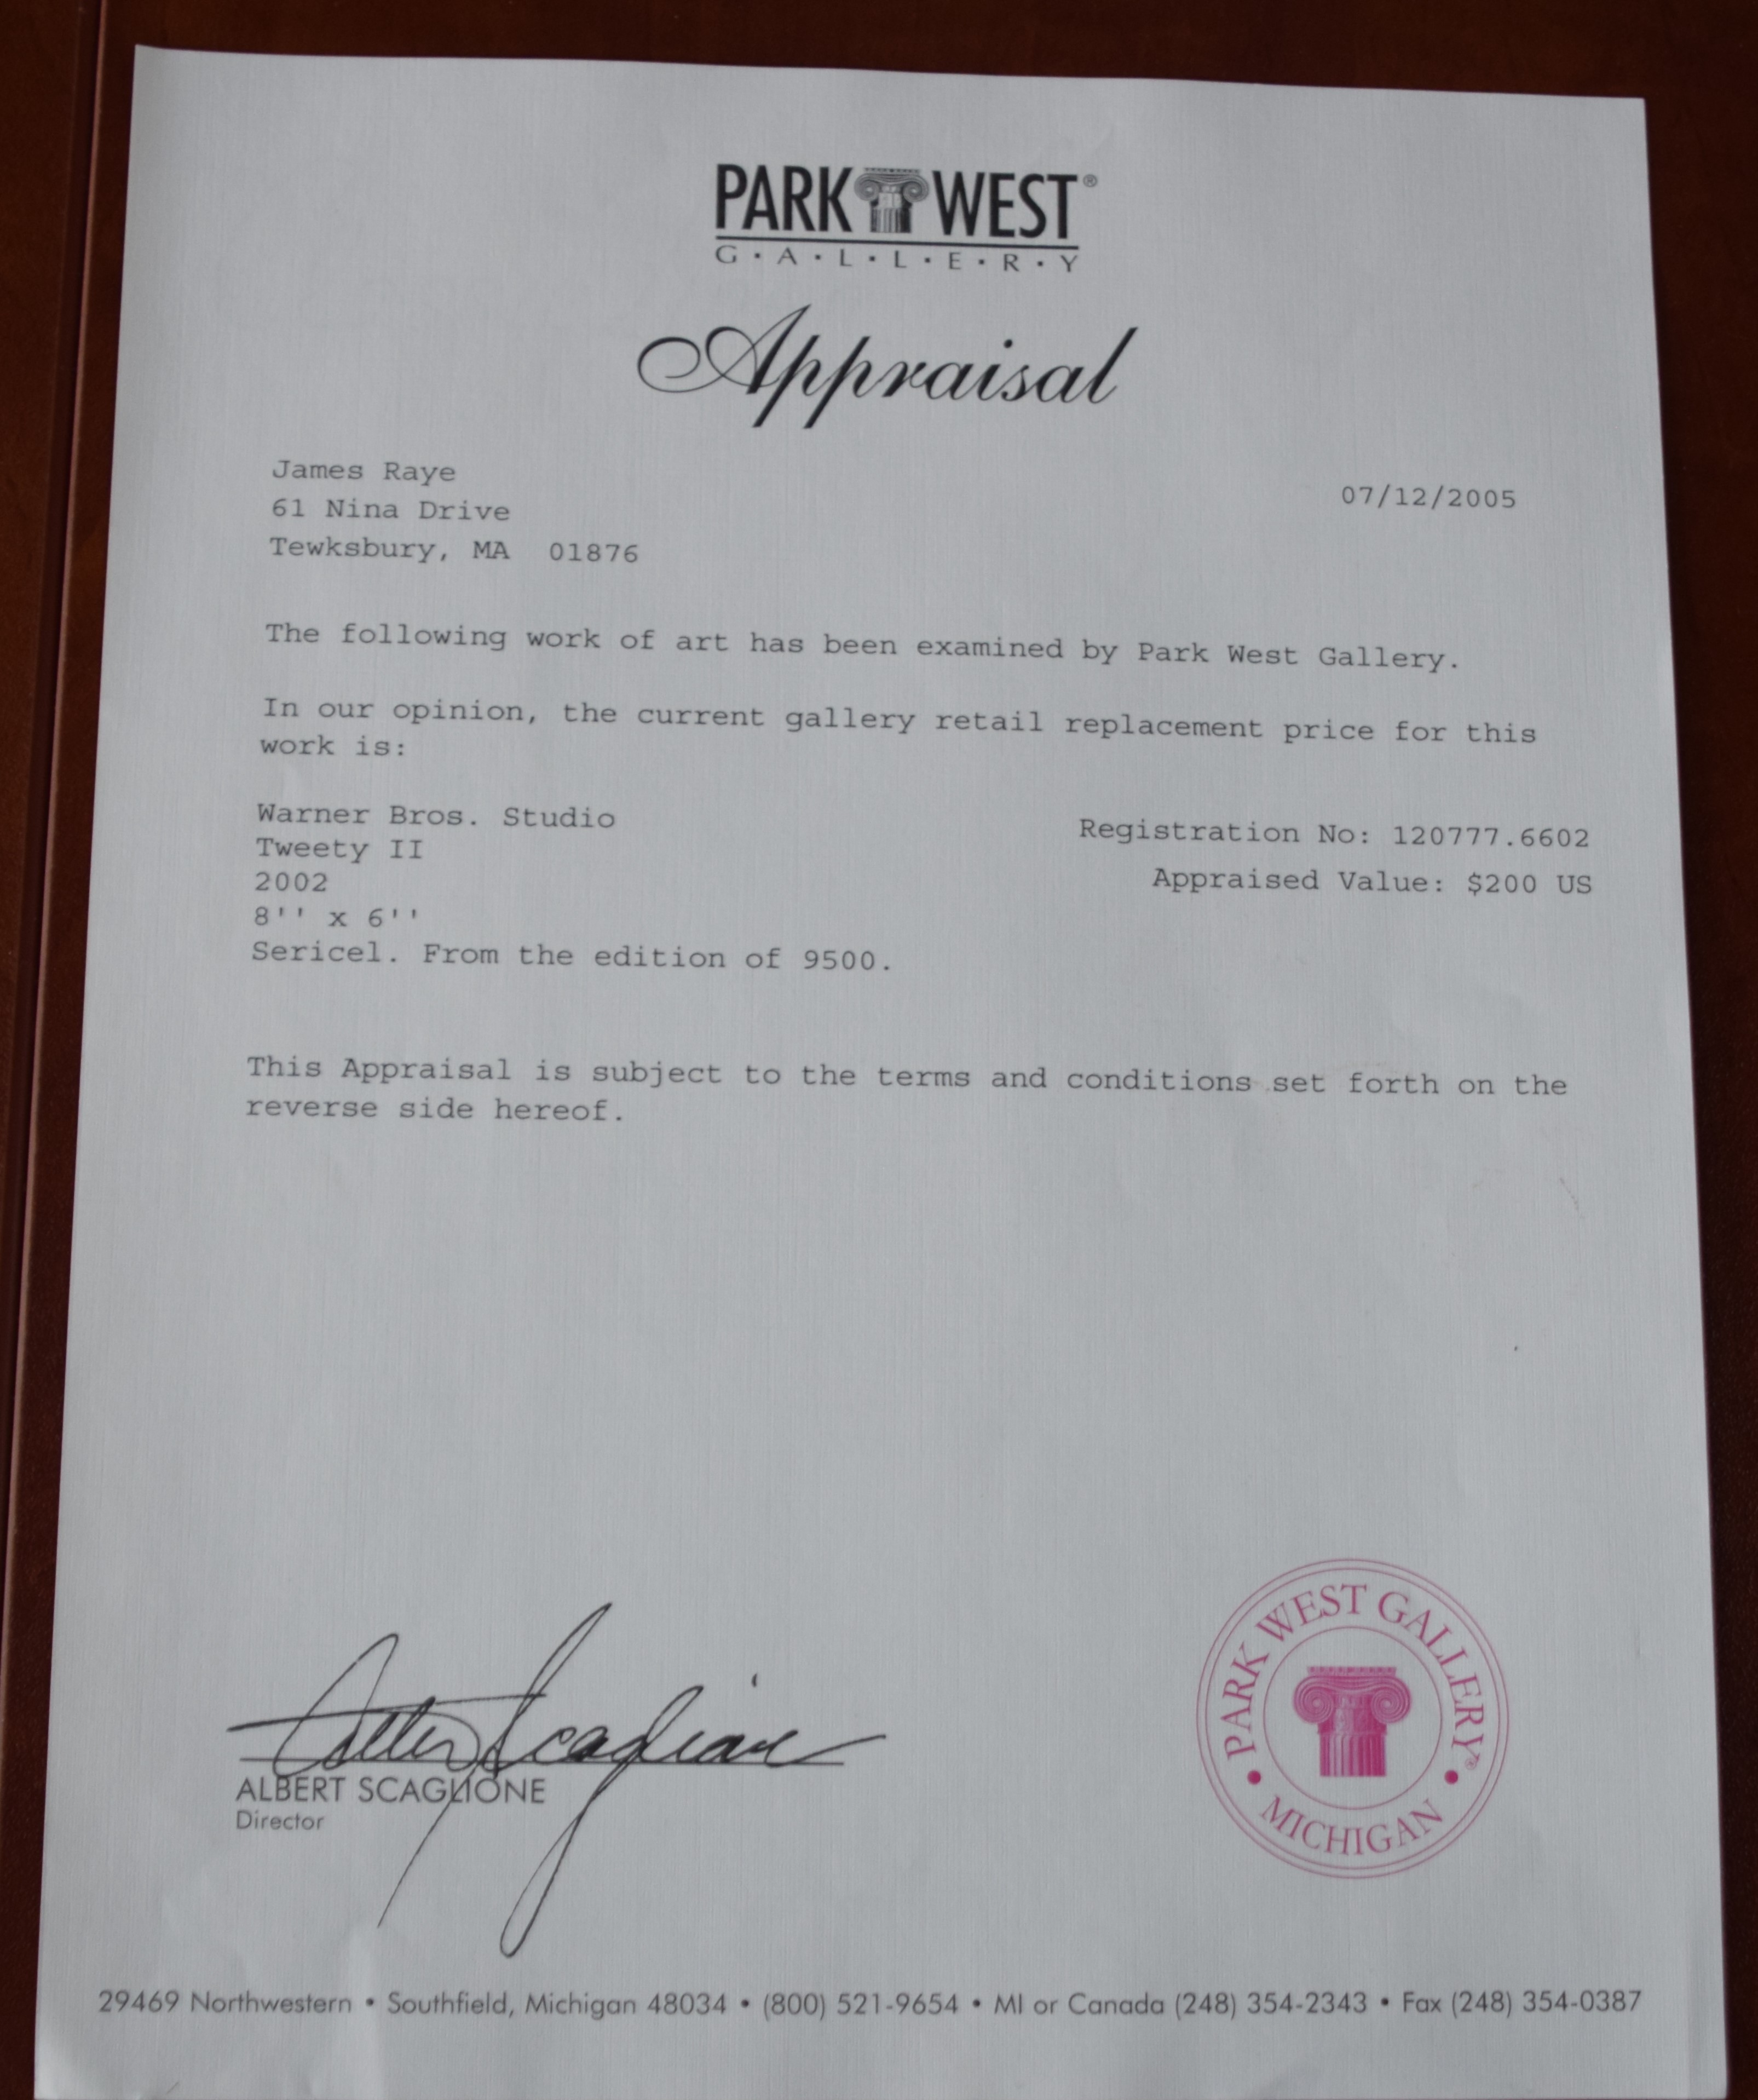 PARK WEST®
G•A•L•L•E•R•Y
Appraisal
James Raye
07/12/2005
61 Nina Drive
Tewksbury, MA 01876
The following work of art has been examined by Park West Gallery.
In our opinion, the current gallery retail replacement price for this
work is:
Warner Bros. Studio
Registration No: 120777.6602
Tweety II
2002
Appraised Value: $200 US
8'' x 6''
Sericel. From the edition of 9500.
This Appraisal is subject to the terms and conditions set forth on the
reverse side hereof.
Albert Scaglione
ALBERT SCAGLIONE
Director
PARK WEST GALLERY®
• MICHIGAN •
29469 Northwestern • Southfield, Michigan 48034 • (800) 521-9654 • MI or Canada (248) 354-2343 • Fax (248) 354-0387